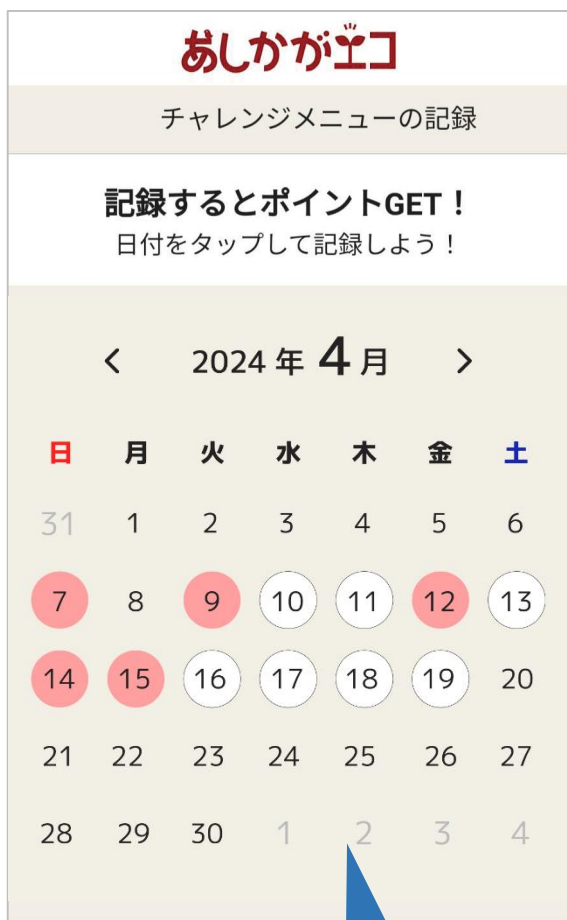 あしかがエコ
チャレンジメニューの記録
記録するとポイントGET！
日付をタップして記録しよう！
< 2024 年 4 月 >
日 月 火 水 木 金 土
31 1 2 3 4 5 6
7 8 9 10 11 12 13
14 15 16 17 18 19 20
21 22 23 24 25 26 27
28 29 30 1 2 3 4